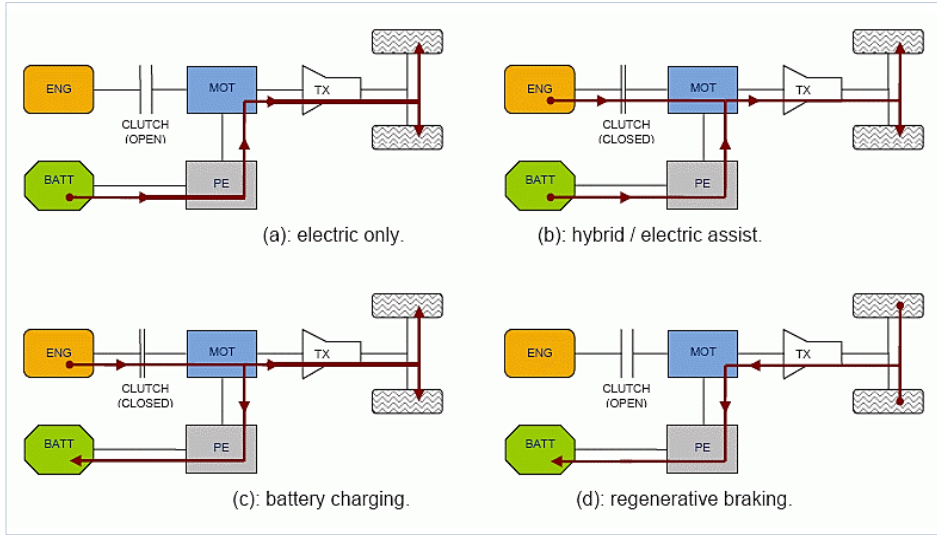 ENG
MOT
TX
CLUTCH
(OPEN)
BATT
PE
(a): electric only.
ENG
MOT
TX
CLUTCH
(CLOSED)
BATT
PE
(b): hybrid / electric assist.
ENG
MOT
TX
CLUTCH
(CLOSED)
BATT
PE
(c): battery charging.
ENG
MOT
TX
CLUTCH
(OPEN)
BATT
PE
(d): regenerative braking.